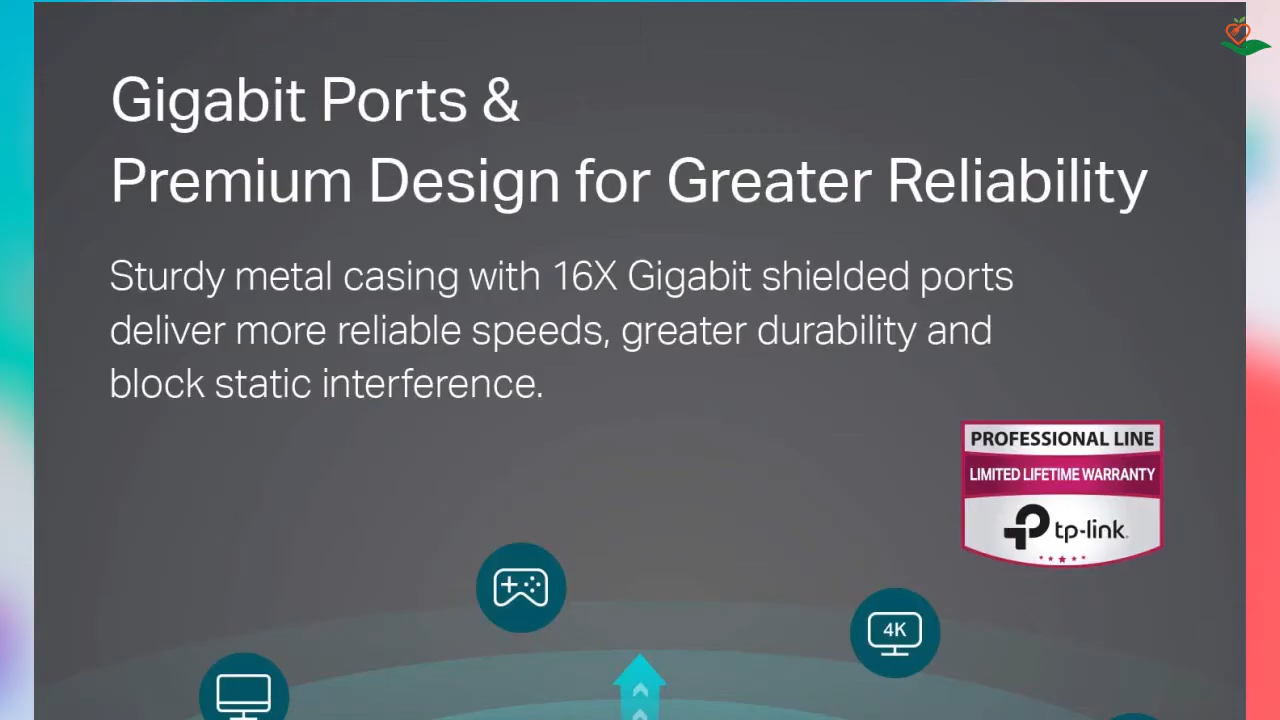 Gigabit Ports &
Premium Design for Greater Reliability
Sturdy metal casing with 16X Gigabit shielded ports
deliver more reliable speeds, greater durability and
block static interference.
PROFESSIONAL LINE
LIMITED LIFETIME WARRANTY
tp-link
4K